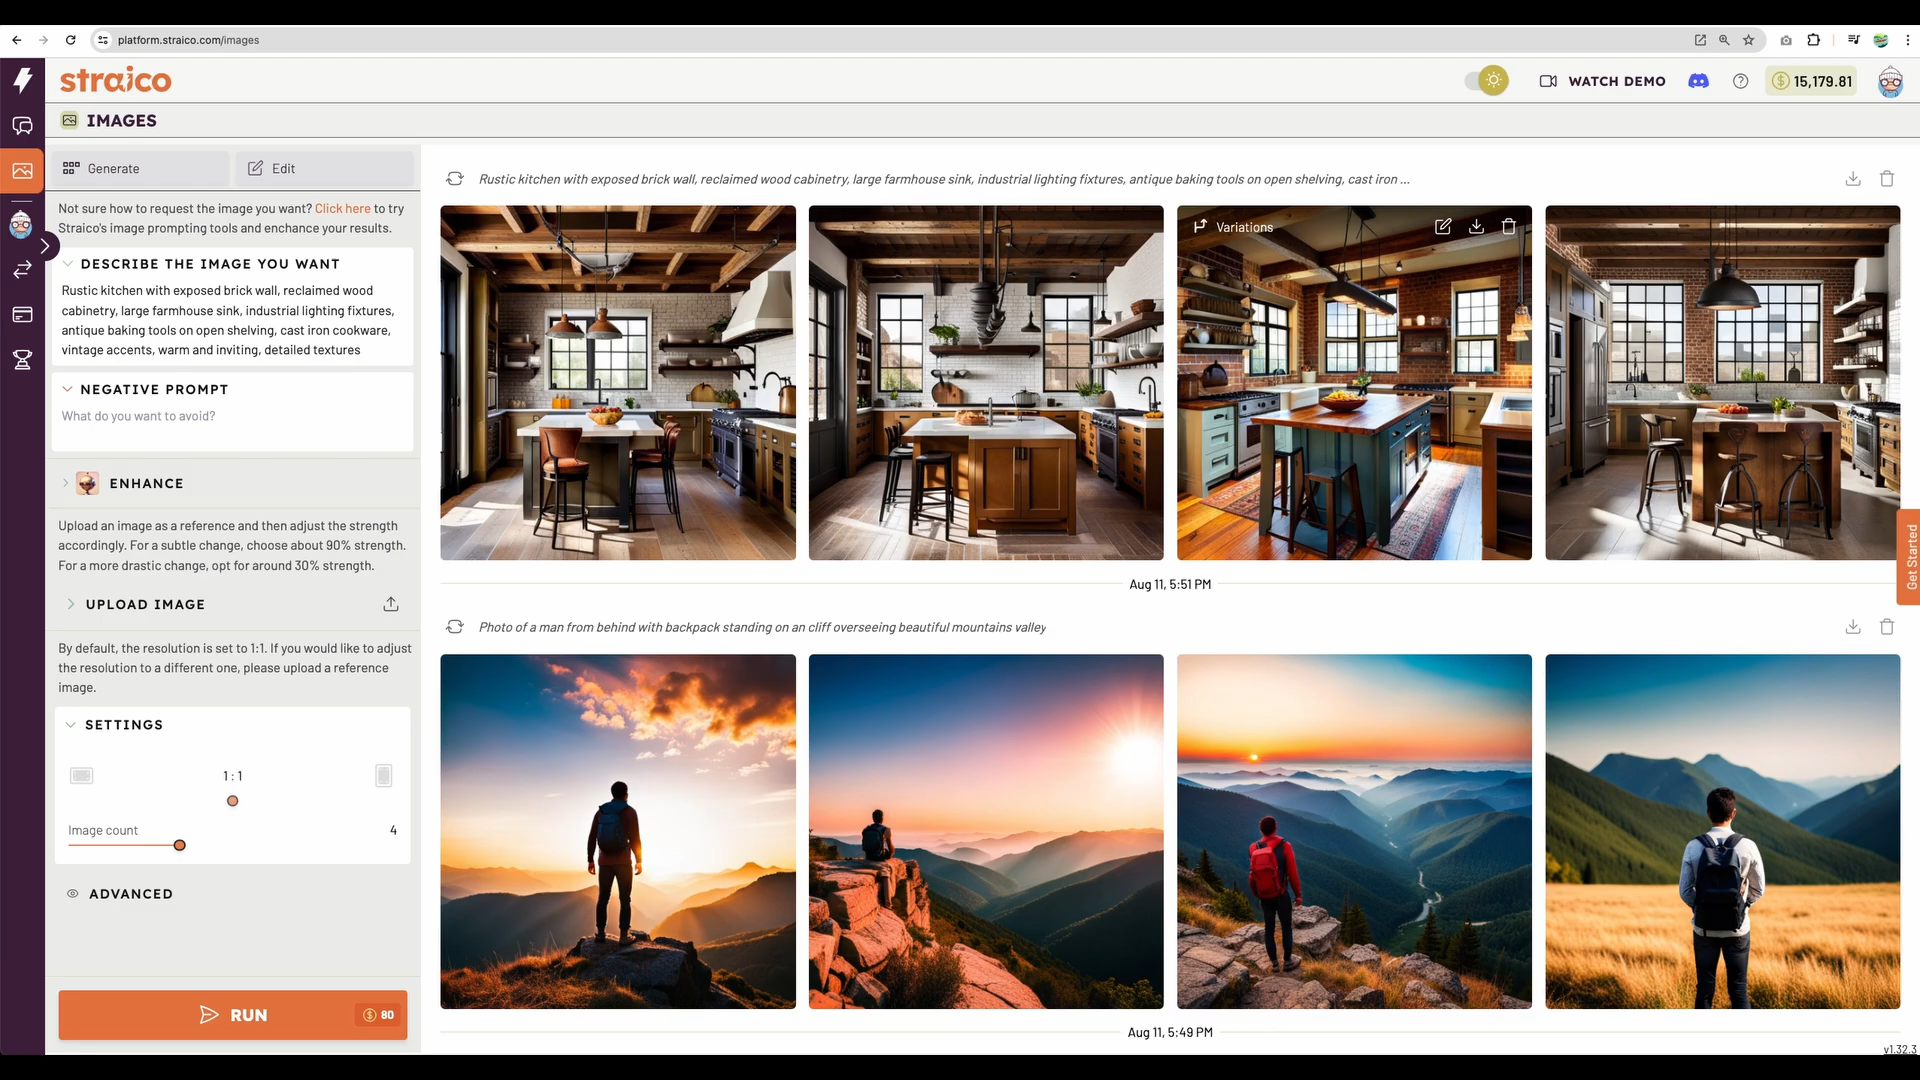 platform.straico.com/images
straico
WATCH DEMO
15,179.81
IMAGES
Generate
Edit
Not sure how to request the image you want? Click here to try
Straico's image prompting tools and enchance your results.
DESCRIBE THE IMAGE YOU WANT
Rustic kitchen with exposed brick wall, reclaimed wood
cabinetry, large farmhouse sink, industrial lighting fixtures,
antique baking tools on open shelving, cast iron cookware,
vintage accents, warm and inviting, detailed textures
NEGATIVE PROMPT
What do you want to avoid?
ENHANCE
Upload an image as a reference and then adjust the strength
accordingly. For a subtle change, choose about 90% strength.
For a more drastic change, opt for around 30% strength.
UPLOAD IMAGE
By default, the resolution is set to 1:1. If you would like to adjust
the resolution to a different one, please upload a reference
image.
SETTINGS
1 : 1
Image count
4
ADVANCED
RUN
80
Rustic kitchen with exposed brick wall, reclaimed wood cabinetry, large farmhouse sink, industrial lighting fixtures, antique baking tools on open shelving, cast iron ...
Variations
Aug 11, 5:51 PM
Photo of a man from behind with backpack standing on an cliff overseeing beautiful mountains valley
Aug 11, 5:49 PM
Get Started
v1.32.3